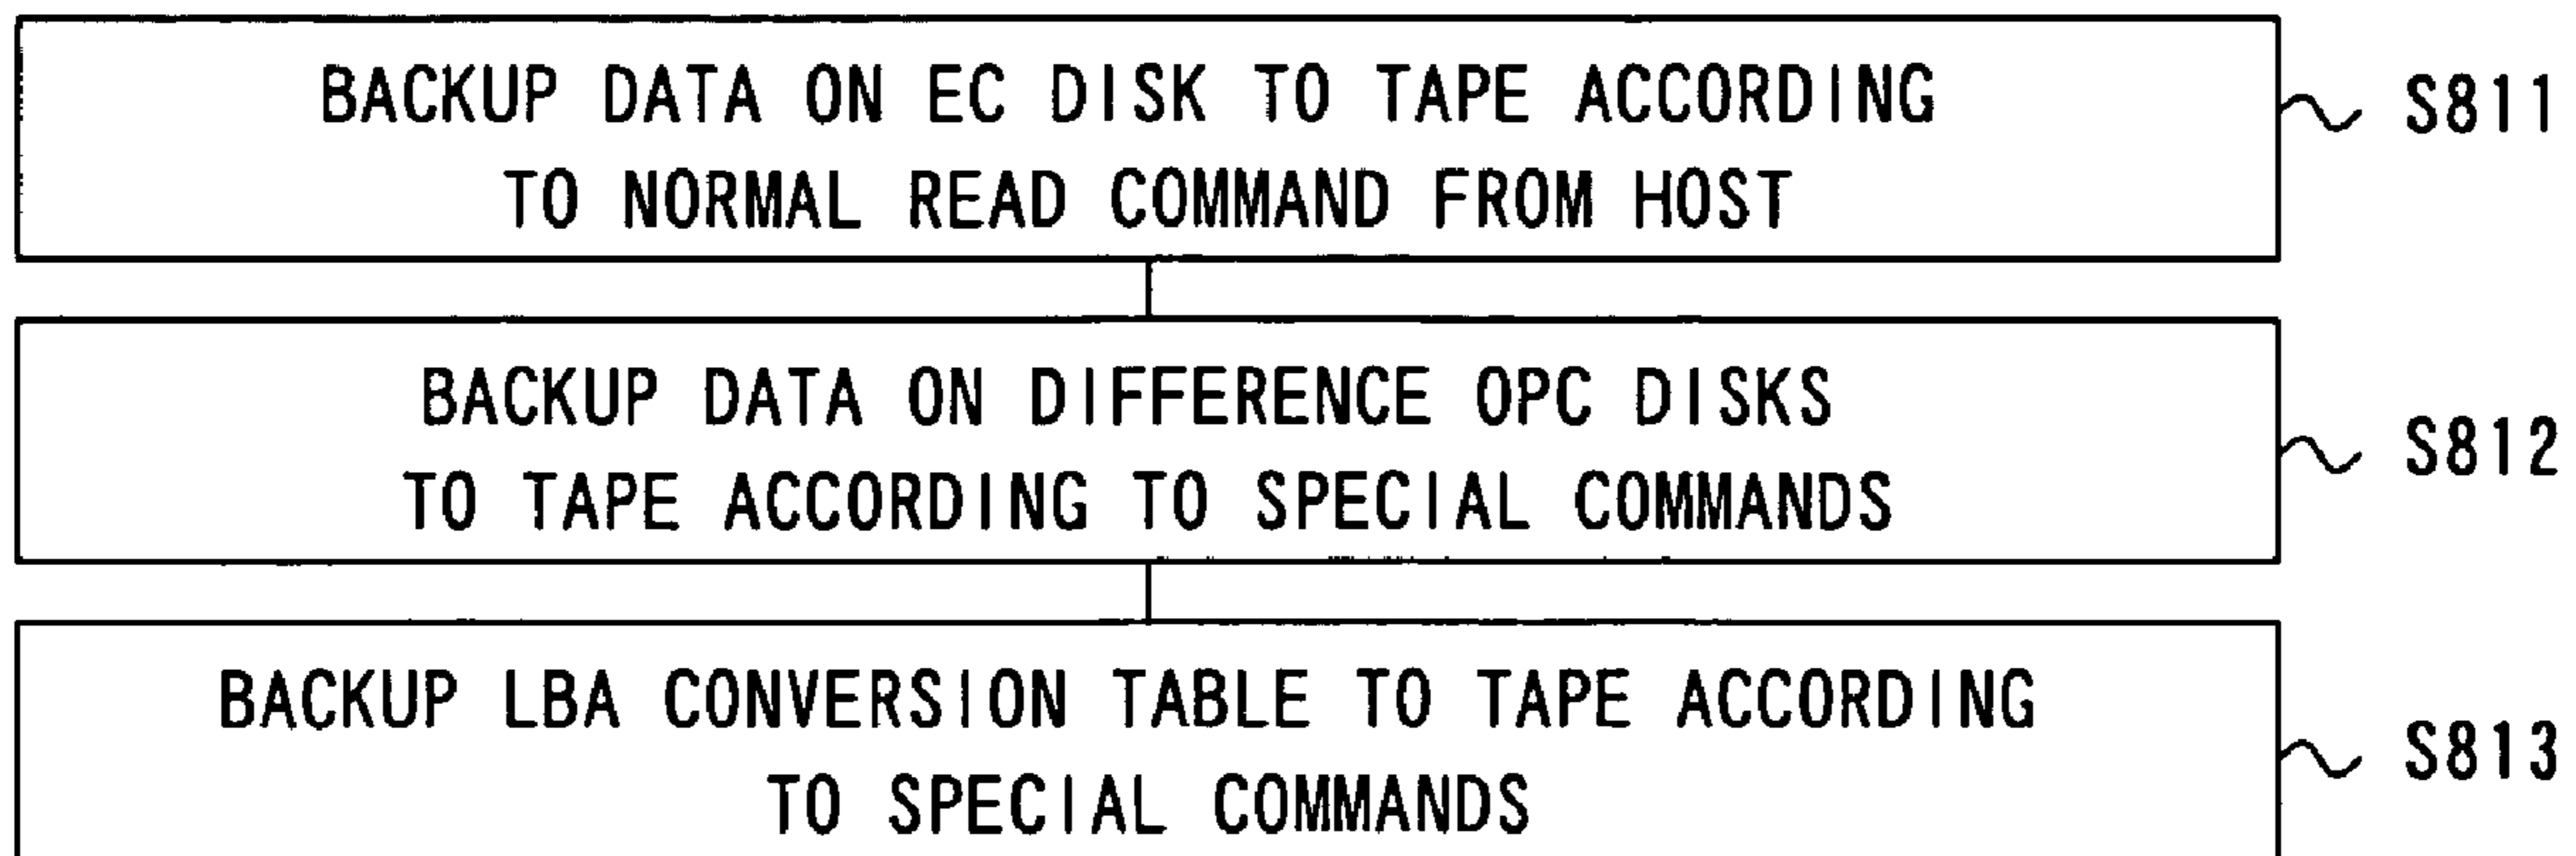 BACKUP DATA ON EC DISK TO TAPE ACCORDING
TO NORMAL READ COMMAND FROM HOST
S811
BACKUP DATA ON DIFFERENCE OPC DISKS
TO TAPE ACCORDING TO SPECIAL COMMANDS
S812
BACKUP LBA CONVERSION TABLE TO TAPE ACCORDING
TO SPECIAL COMMANDS
S813